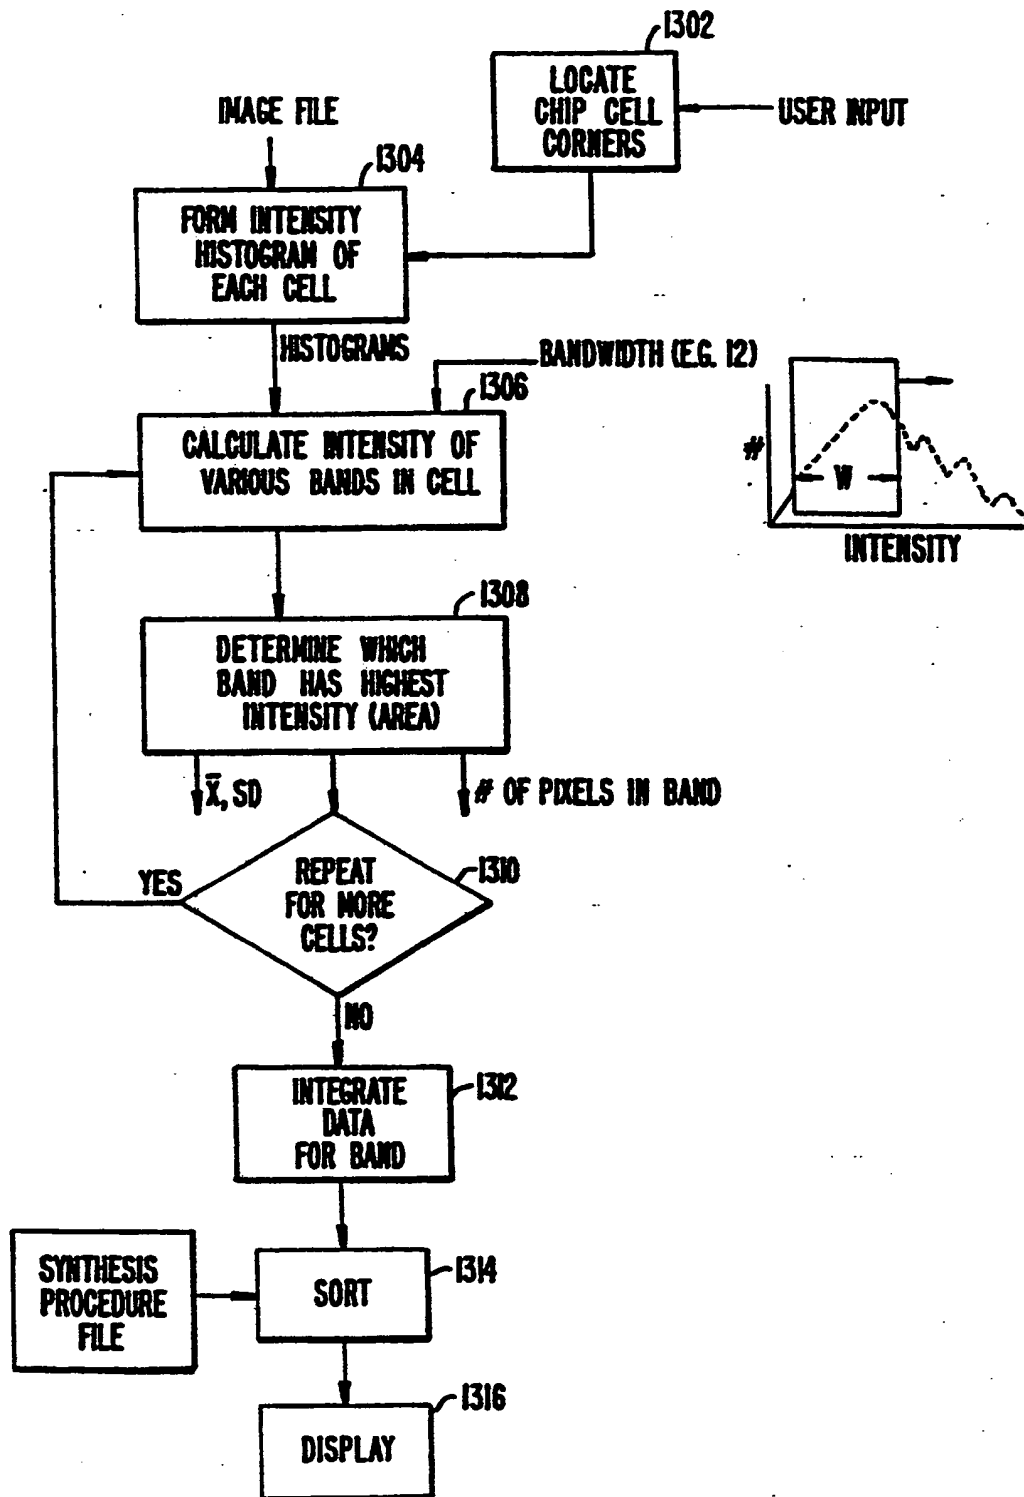 1302
LOCATE
CHIP CELL
CORNERS
USER INPUT
IMAGE FILE
1304
FORM INTENSITY
HISTOGRAM OF
EACH CELL
HISTOGRAMS
BANDWIDTH (E.G. 12)
1306
CALCULATE INTENSITY OF
VARIOUS BANDS IN CELL
#
W
INTENSITY
1308
DETERMINE WHICH
BAND HAS HIGHEST
INTENSITY (AREA)
X̄, SD
# OF PIXELS IN BAND
REPEAT
FOR MORE
CELLS?
1310
YES
NO
INTEGRATE
DATA
FOR BAND
1312
SYNTHESIS
PROCEDURE
FILE
SORT
1314
DISPLAY
1316